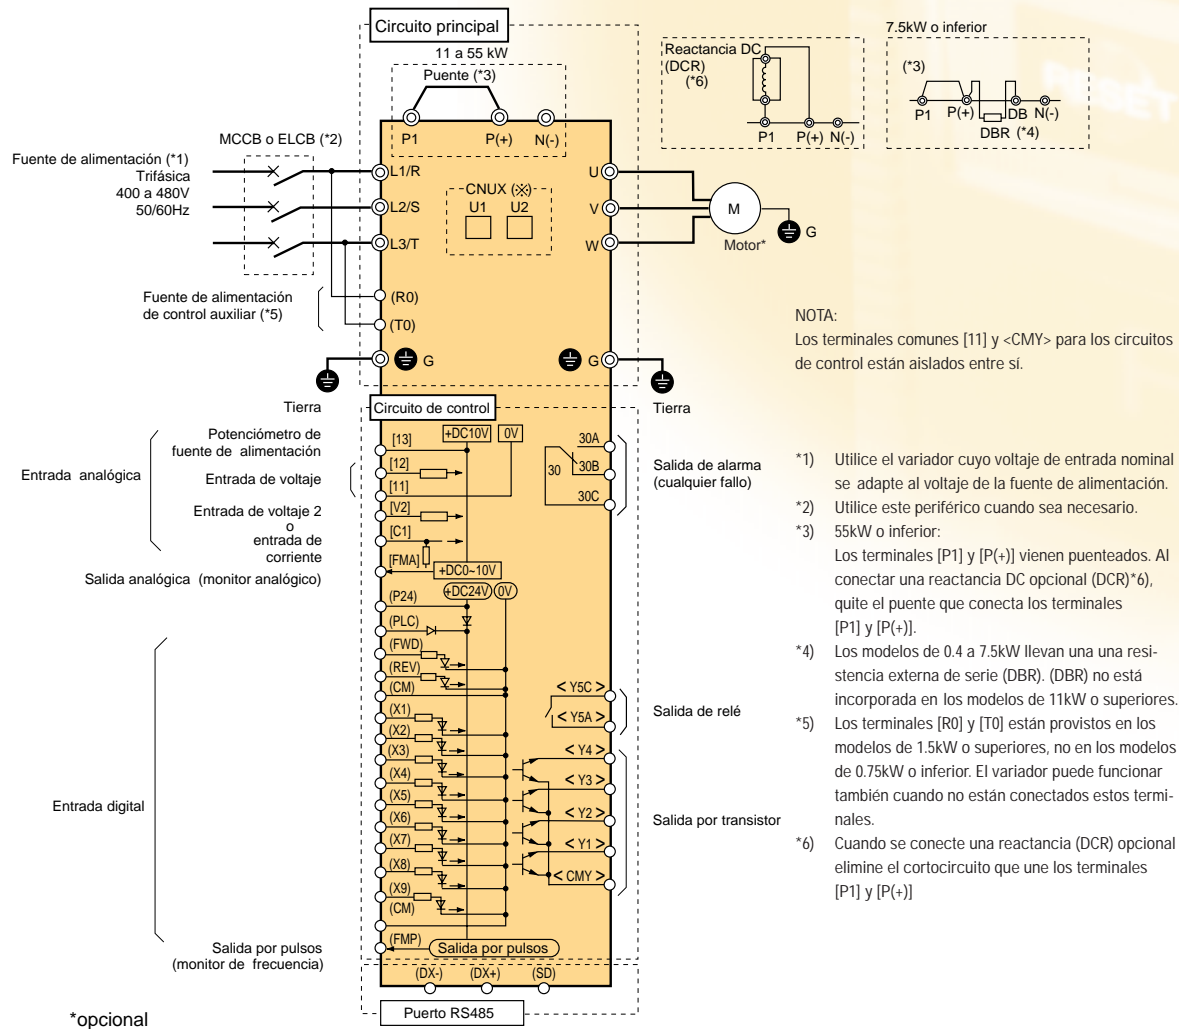 Circuito principal
11 a 55 kW
Puente (*3)
P1
P(+)
N(-)
MCCB o ELCB (*2)
Fuente de alimentación (*1)
Trifásica
400 a 480V
50/60Hz
L1/R
L2/S
L3/T
CNUX (※)
U1
U2
U
V
W
M
Motor*
G
Fuente de alimentación
de control auxiliar (*5)
(R0)
(T0)
G
G
Tierra
Tierra
Reactancia DC
(DCR)
(*6)
P1
P(+)
N(-)
7.5kW o inferior
(*3)
P1
P(+)
DB
N(-)
DBR (*4)
NOTA:
Los terminales comunes [11] y <CMY> para los circuitos
de control están aislados entre sí.
Circuito de control
Entrada analógica
Potenciómetro de
fuente de alimentación
Entrada de voltaje
Entrada de voltaje 2
o
entrada de
corriente
Salida analógica (monitor analógico)
[13]
[12]
[11]
[V2]
[C1]
[FMA]
+DC10V
0V
+DC0~10V
+DC24V
0V
30
30A
30B
30C
Salida de alarma
(cualquier fallo)
Entrada digital
(P24)
(PLC)
(FWD)
(REV)
(CM)
(X1)
(X2)
(X3)
(X4)
(X5)
(X6)
(X7)
(X8)
(X9)
(CM)
(FMP)
Salida por pulsos
Salida por pulsos
(monitor de frecuencia)
< Y5C >
< Y5A >
Salida de relé
< Y4 >
< Y3 >
< Y2 >
< Y1 >
< CMY >
Salida por transistor
(DX-)
(DX+)
(SD)
Puerto RS485
*opcional
*1) Utilice el variador cuyo voltaje de entrada nominal
se adapte al voltaje de la fuente de alimentación.
*2) Utilice este periférico cuando sea necesario.
*3) 55kW o inferior:
Los terminales [P1] y [P(+)] vienen puenteados. Al
conectar una reactancia DC opcional (DCR)*6),
quite el puente que conecta los terminales
[P1] y [P(+)].
*4) Los modelos de 0.4 a 7.5kW llevan una una resi-
stencia externa de serie (DBR). (DBR) no está
incorporada en los modelos de 11kW o superiores.
*5) Los terminales [R0] y [T0] están provistos en los
modelos de 1.5kW o superiores, no en los modelos
de 0.75kW o inferior. El variador puede funcionar
también cuando no están conectados estos termi-
nales.
*6) Cuando se conecte una reactancia (DCR) opcional
elimine el cortocircuito que une los terminales
[P1] y [P(+)]